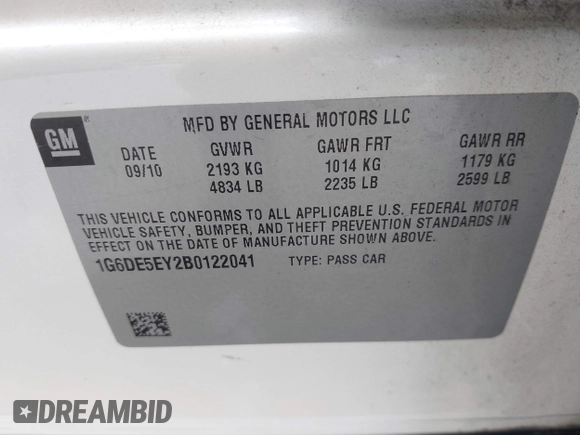 GM ®
MFD BY GENERAL MOTORS LLC
DATE GVWR GAWR FRT GAWR RR
09/10 2193 KG 1014 KG 1179 KG
4834 LB 2235 LB 2599 LB
THIS VEHICLE CONFORMS TO ALL APPLICABLE U.S. FEDERAL MOTOR
VEHICLE SAFETY, BUMPER, AND THEFT PREVENTION STANDARDS IN
EFFECT ON THE DATE OF MANUFACTURE SHOWN ABOVE.
1G6DE5EY2B0122041 TYPE: PASS CAR
DREAMBID